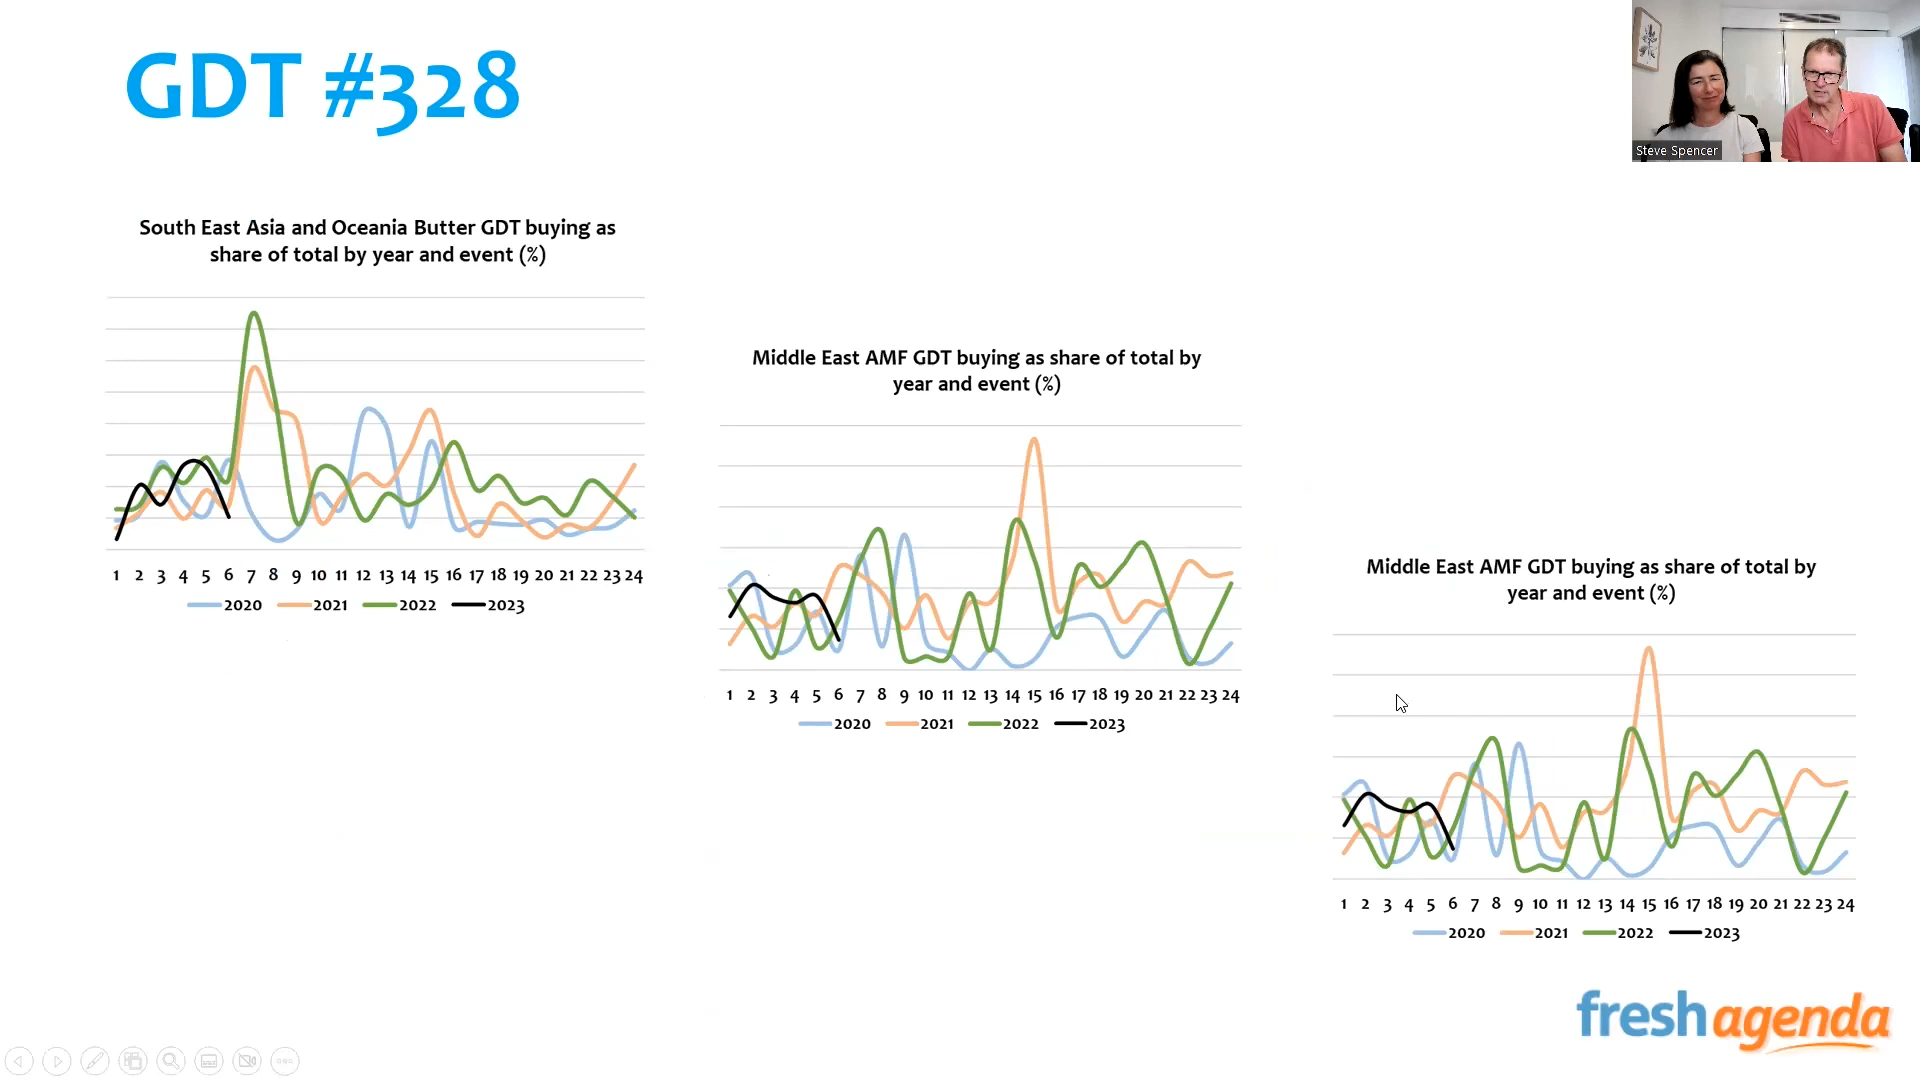 GDT #328
Steve Spencer
South East Asia and Oceania Butter GDT buying as
share of total by year and event (%)
1 2 3 4 5 6 7 8 9 10 11 12 13 14 15 16 17 18 19 20 21 22 23 24
2020 2021 2022 2023
Middle East AMF GDT buying as share of total by
year and event (%)
1 2 3 4 5 6 7 8 9 10 11 12 13 14 15 16 17 18 19 20 21 22 23 24
2020 2021 2022 2023
Middle East AMF GDT buying as share of total by
year and event (%)
1 2 3 4 5 6 7 8 9 10 11 12 13 14 15 16 17 18 19 20 21 22 23 24
2020 2021 2022 2023
fresh agenda